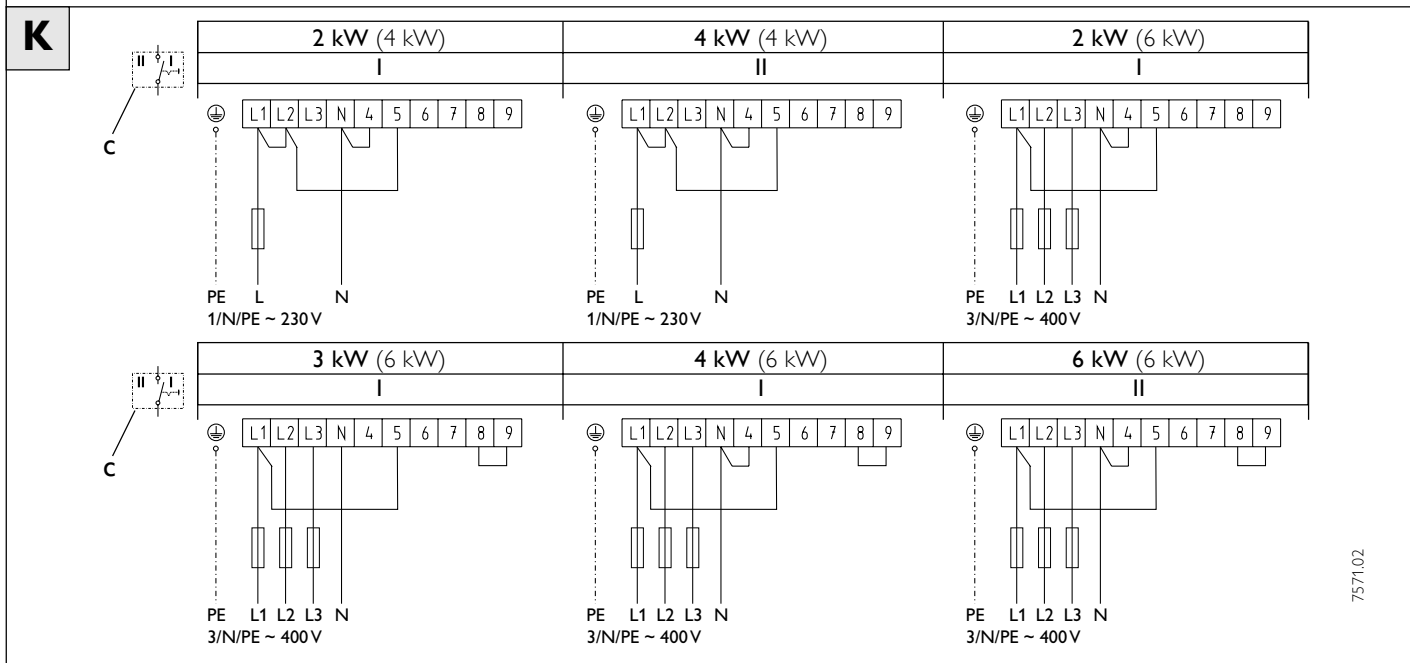 K
2 kW (4 kW) 4 kW (4 kW) 2 kW (6 kW)
II I I II I
L1 L2 L3 N 4 5 6 7 8 9 L1 L2 L3 N 4 5 6 7 8 9 L1 L2 L3 N 4 5 6 7 8 9
C
PE L N PE L N PE L1 L2 L3 N
1/N/PE ~ 230 V 1/N/PE ~ 230 V 3/N/PE ~ 400 V
3 kW (6 kW) 4 kW (6 kW) 6 kW (6 kW)
II I I I II
L1 L2 L3 N 4 5 6 7 8 9 L1 L2 L3 N 4 5 6 7 8 9 L1 L2 L3 N 4 5 6 7 8 9
C
PE L1 L2 L3 N PE L1 L2 L3 N PE L1 L2 L3 N
3/N/PE ~ 400 V 3/N/PE ~ 400 V 3/N/PE ~ 400 V
7571.02